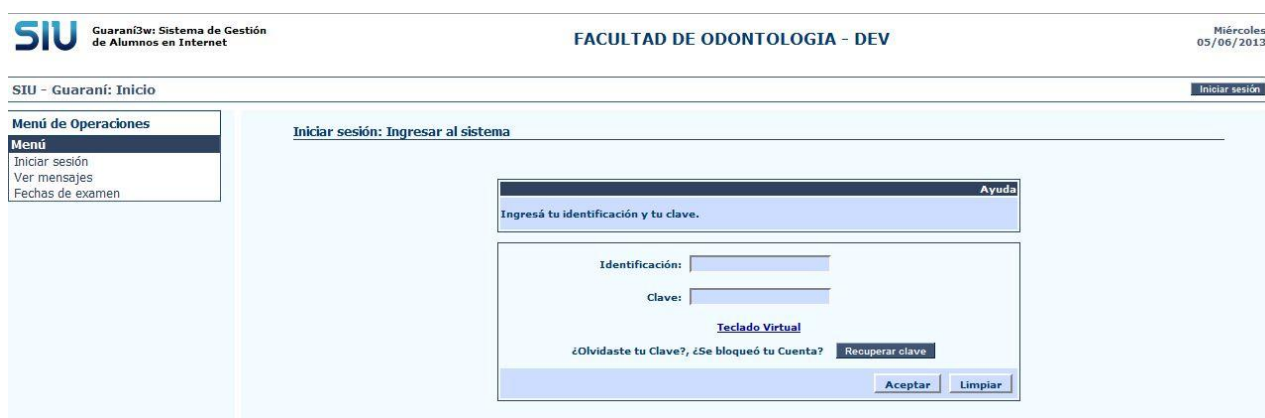 SIU
Guaraní3w: Sistema de Gestión
de Alumnos en Internet
FACULTAD DE ODONTOLOGIA - DEV
Miércoles
05/06/2013
SIU - Guaraní: Inicio
Iniciar sesión
Menú de Operaciones
Menú
Iniciar sesión
Ver mensajes
Fechas de examen
Iniciar sesión: Ingresar al sistema
Ayuda
Ingresá tu identificación y tu clave.
Identificación:
Clave:
Teclado Virtual
¿Olvidaste tu Clave?, ¿Se bloqueó tu Cuenta? Recuperar clave
Aceptar Limpiar